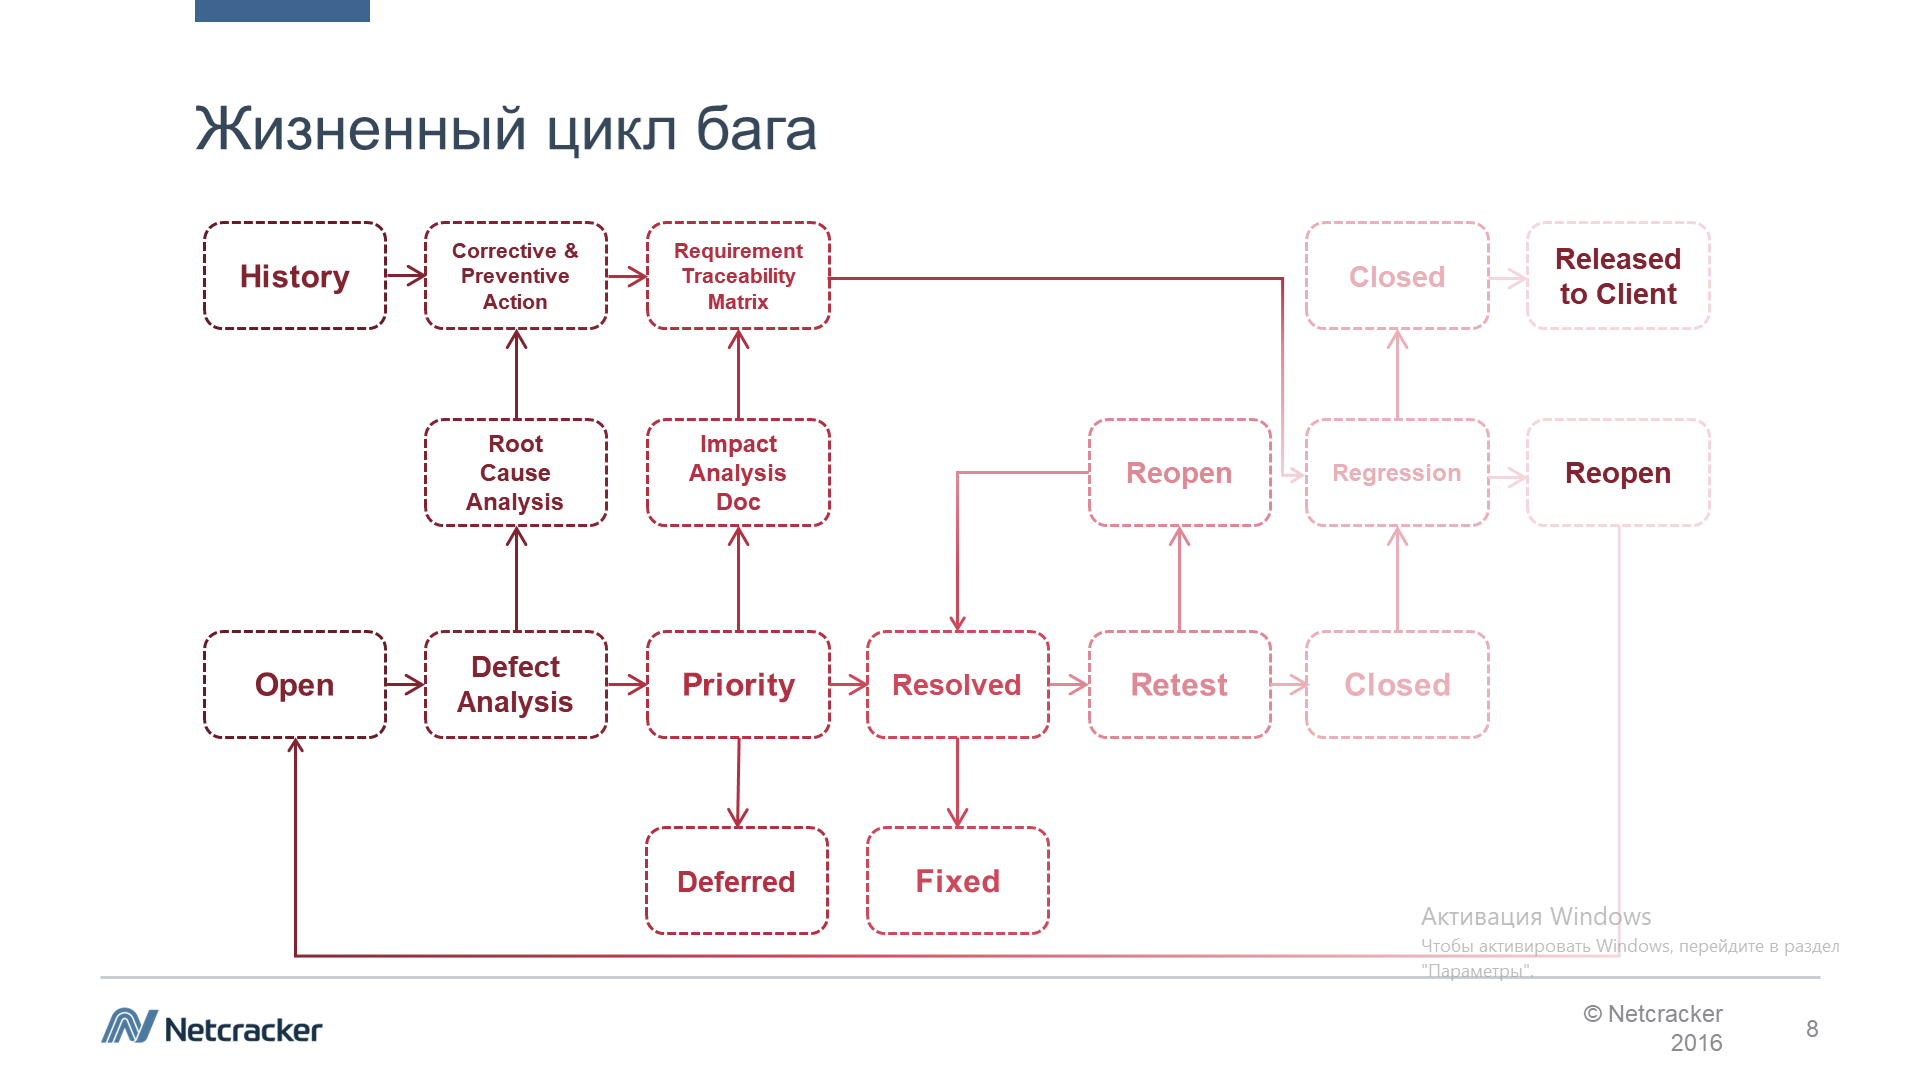 Жизненный цикл бага
History
Corrective &
Preventive
Action
Requirement
Traceability
Matrix
Closed
Released
to Client
Root
Cause
Analysis
Impact
Analysis
Doc
Reopen
Regression
Reopen
Open
Defect
Analysis
Priority
Resolved
Retest
Closed
Deferred
Fixed
Активация Windows
Чтобы активировать Windows, перейдите в раздел
"Параметры".
Netcracker
© Netcracker
2016
8